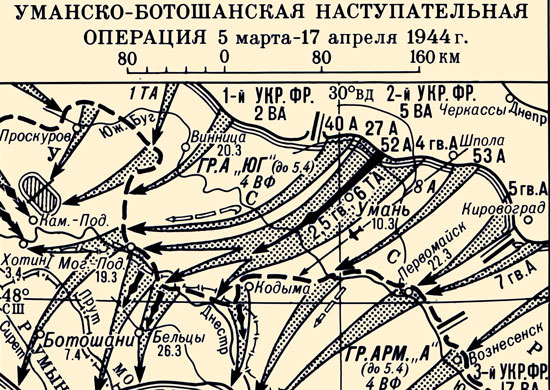 УМАНСКО-БОТОШАНСКАЯ НАСТУПАТЕЛЬНАЯ
ОПЕРАЦИЯ 5 марта-17 апреля 1944 г.
80 0 80 160 км
1 ТА
1-й УКР. ФР.
2 ВА
30°ВД
2-й УКР. ФР.
5 ВА
Черкассы
Днепр
Проскуров
Юж. Буг
Винница
20.3
40 А
27 А
52 А
4 гв. А
Шпола
53 А
У
ГР. А "ЮГ" (до 5.4)
4 ВФ
С
6 ТА
8 А
5 гв. А
Кам.-Под.
2,5 гв.
Умань
10.3
Кировоград
Хотин
3.4
Мог.-Под.
19.3
С
Первомайск
22.3
7 гв. А
48°
СШ
Прут
Кодыма
Днестр
Сирет
Ботошани
7.4
Бельцы
26.3
ГР. АРМ. "А"
(до 5.4)
4 ВФ
Вознесенск
Р
РУМЫН
МО
3-й УКР. ФР.
17 ВА